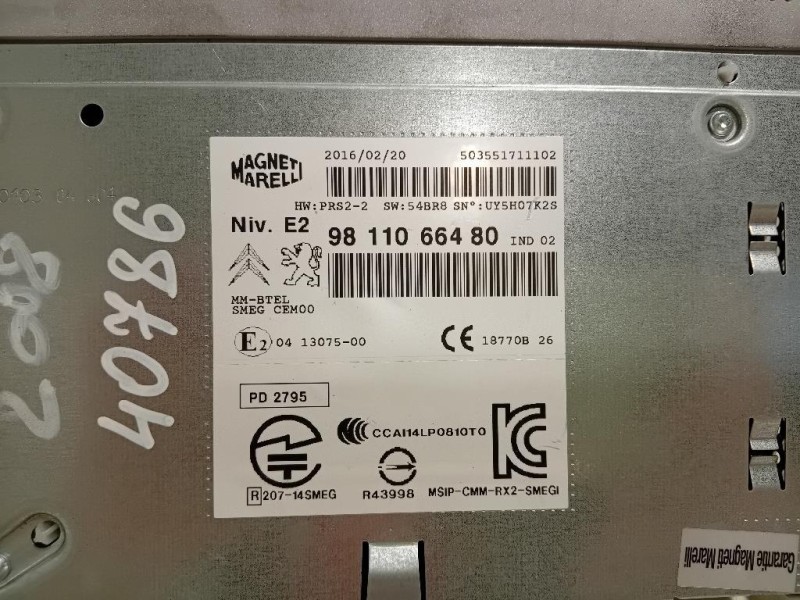 MAGNETI
MARELLI
2016/02/20 503551711102
HW:PRS2-2 SW:54BR8 SN°:UY5H07K2S
Niv. E2 98 110 664 80 IND 02
MM-BTEL
SMEG CEM00
E2 04 13075-00 CE 18770B 26
PD 2795
CCAI14LP0810T0
R 207-14SMEG R43998 MSIP-CMM-RX2-SMEGI
40786
2008
Garantie Magneti Marelli